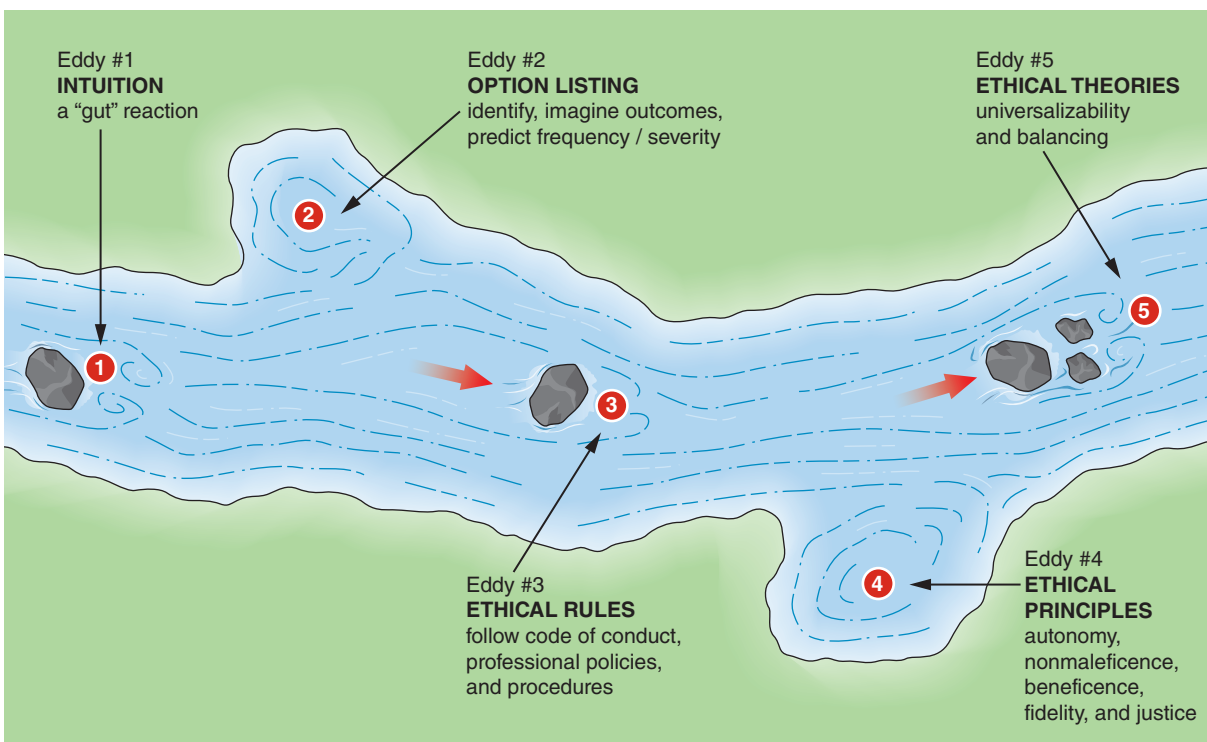 Eddy #1
INTUITION
a “gut” reaction
Eddy #2
OPTION LISTING
identify, imagine outcomes,
predict frequency / severity
Eddy #5
ETHICAL THEORIES
universalizability
and balancing
2
5
1
3
4
Eddy #3
ETHICAL RULES
follow code of conduct,
professional policies,
and procedures
Eddy #4
ETHICAL
PRINCIPLES
autonomy,
nonmaleficence,
beneficence,
fidelity, and justice